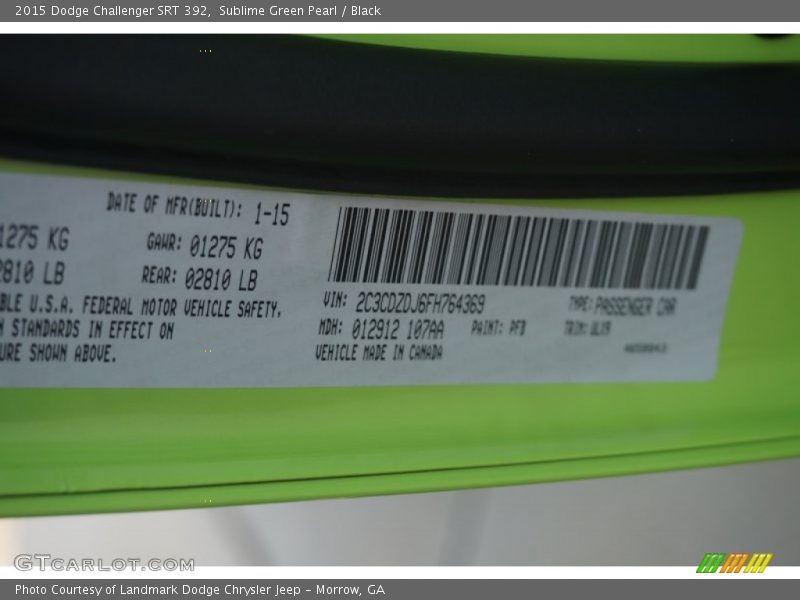 2015 Dodge Challenger SRT 392, Sublime Green Pearl / Black
DATE OF MFR(BUILT): 1-15
1275 KG GAWR: 01275 KG
2810 LB REAR: 02810 LB
BLE U.S.A. FEDERAL MOTOR VEHICLE SAFETY,
STANDARDS IN EFFECT ON
URE SHOWN ABOVE.
VIN: 2C3CDZDJ6FH764369 TYPE: PASSENGER CAR
MDH: 012912 107AA PAINT: PFB TRIM:
VEHICLE MADE IN CANADA
GTCARLOT.COM
Photo Courtesy of Landmark Dodge Chrysler Jeep – Morrow, GA